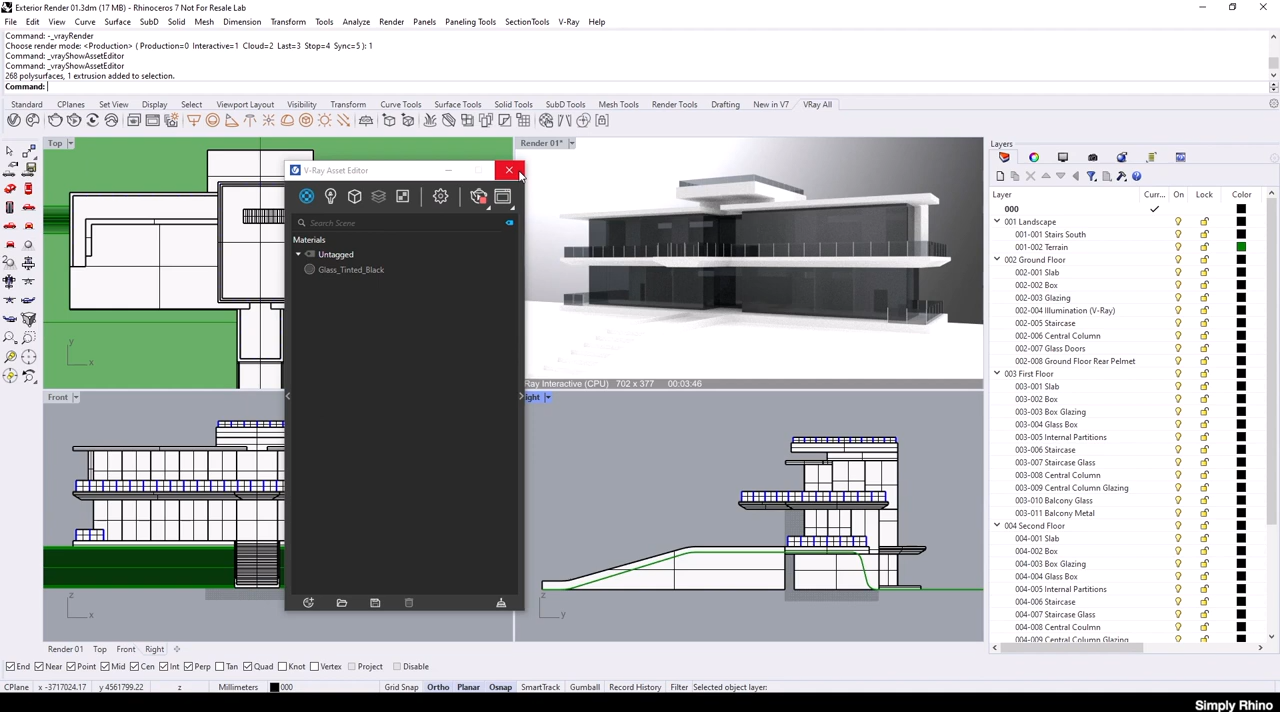 Exterior Render 01.3dm (17 MB) - Rhinoceros 7 Not For Resale Lab
File Edit View Curve Surface SubD Solid Mesh Dimension Transform Tools Analyze Render Panels Paneling Tools SectionTools V-Ray Help
Command: -_vrayRender
Choose render mode: <Production> ( Production=0 Interactive=1 Cloud=2 Last=3 Stop=4 Sync=5 ): 1
Command: _vrayShowAssetEditor
Command: _vrayShowAssetEditor
268 polysurfaces, 1 extrusion added to selection.
Command:
Standard CPlanes Set View Display Select Viewport Layout Visibility Transform Curve Tools Surface Tools Solid Tools SubD Tools Mesh Tools Render Tools Drafting New in V7 VRay All
Top
Render 01*
V-Ray Asset Editor
Search Scene
Materials
Untagged
Glass_Tinted_Black
y
x
Ray Interactive (CPU) 702 x 377 00:03:46
Front
ight
z
x
z
y
Layers
Layer Curr... On Lock Color
000
001 Landscape
001-001 Stairs South
001-002 Terrain
002 Ground Floor
002-001 Slab
002-002 Box
002-003 Glazing
002-004 Illumination (V-Ray)
002-005 Staircase
002-006 Central Column
002-007 Glass Doors
002-008 Ground Floor Rear Pelmet
003 First Floor
003-001 Slab
003-002 Box
003-003 Box Glazing
003-004 Glass Box
003-005 Internal Partitions
003-006 Staircase
003-007 Staircase Glass
003-008 Central Column
003-009 Central Column Glazing
003-010 Balcony Glass
003-011 Balcony Metal
004 Second Floor
004-001 Slab
004-002 Box
004-003 Box Glazing
004-004 Glass Box
004-005 Internal Partitions
004-006 Staircase
004-007 Staircase Glass
004-008 Central Coulmn
004-009 Central Column Glazing
Render 01 Top Front Right
End Near Point Mid Cen Int Perp Tan Quad Knot Vertex Project Disable
CPlane x -3717024.17 y 4561799.22 z Millimeters 000 Grid Snap Ortho Planar Osnap SmartTrack Gumball Record History Filter Selected object layer:
Simply Rhino